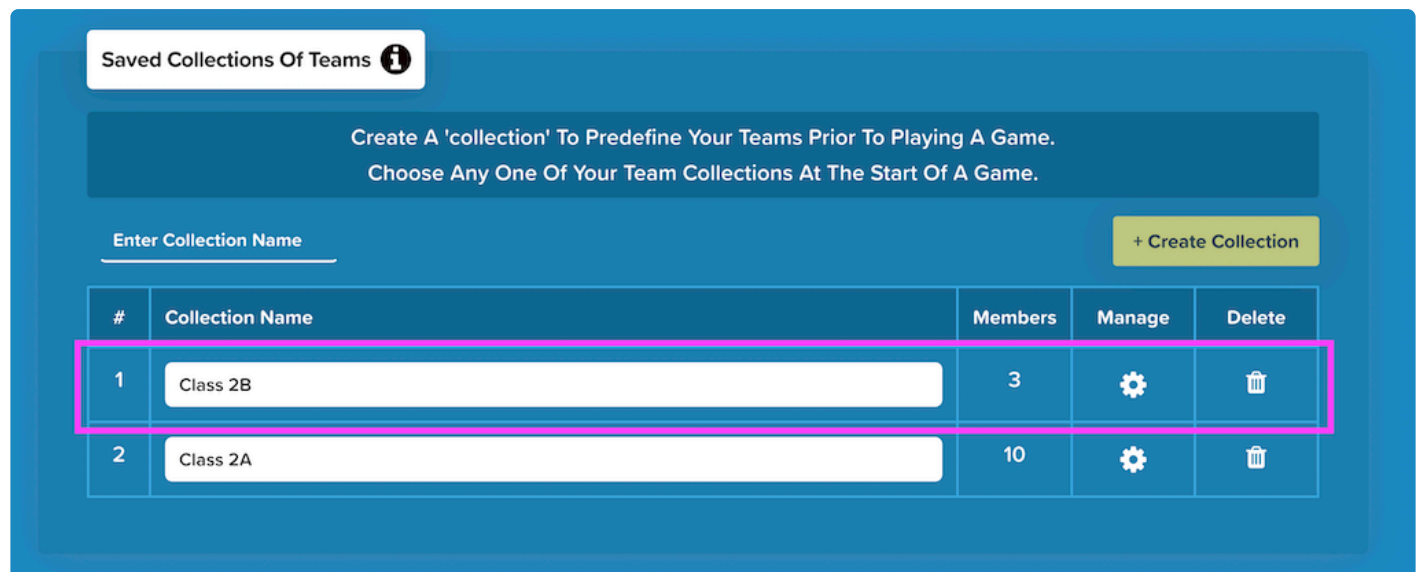 Saved Collections Of Teams
Create A 'collection' To Predefine Your Teams Prior To Playing A Game.
Choose Any One Of Your Team Collections At The Start Of A Game.
Enter Collection Name
+ Create Collection
# Collection Name Members Manage Delete
1 Class 2B 3
2 Class 2A 10